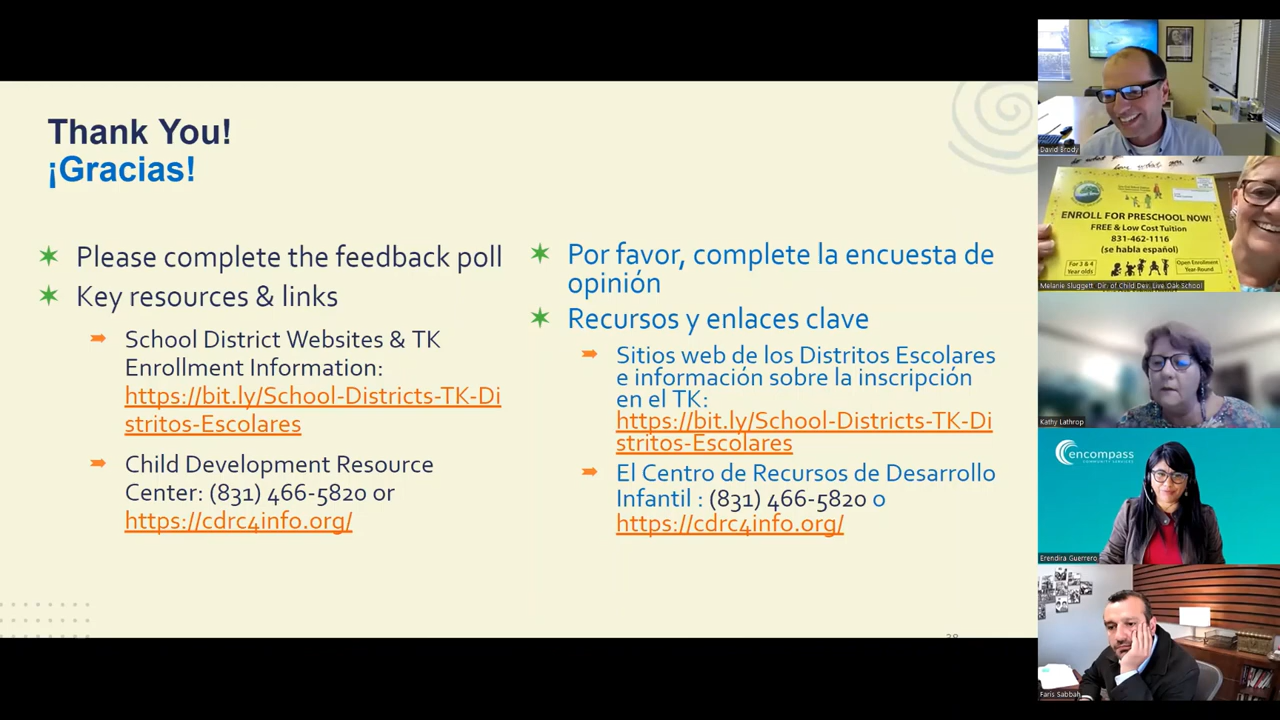 Thank You!
¡Gracias!
Please complete the feedback poll
Key resources & links
School District Websites & TK
Enrollment Information:
https://bit.ly/School-Districts-TK-Di
stritos-Escolares
Child Development Resource
Center: (831) 466-5820 or
https://cdrc4info.org/
Por favor, complete la encuesta de
opinión
Recursos y enlaces clave
Sitios web de los Distritos Escolares
e información sobre la inscripción
en el TK:
https://bit.ly/School-Districts-TK-Di
stritos-Escolares
El Centro de Recursos de Desarrollo
Infantil : (831) 466-5820 o
https://cdrc4info.org/
38
David Brody
ENROLL FOR PRESCHOOL NOW!
FREE & Low Cost Tuition
831-462-1116
(se habla español)
For 3 & 4
Year olds
Open Enrollment
Year-Round
Melanie Sluggett, Dir. of Child Dev. Live Oak School
Kathy Lathrop
encompass
COMMUNITY SERVICES
Erendira Guerrero
Faris Sabbah